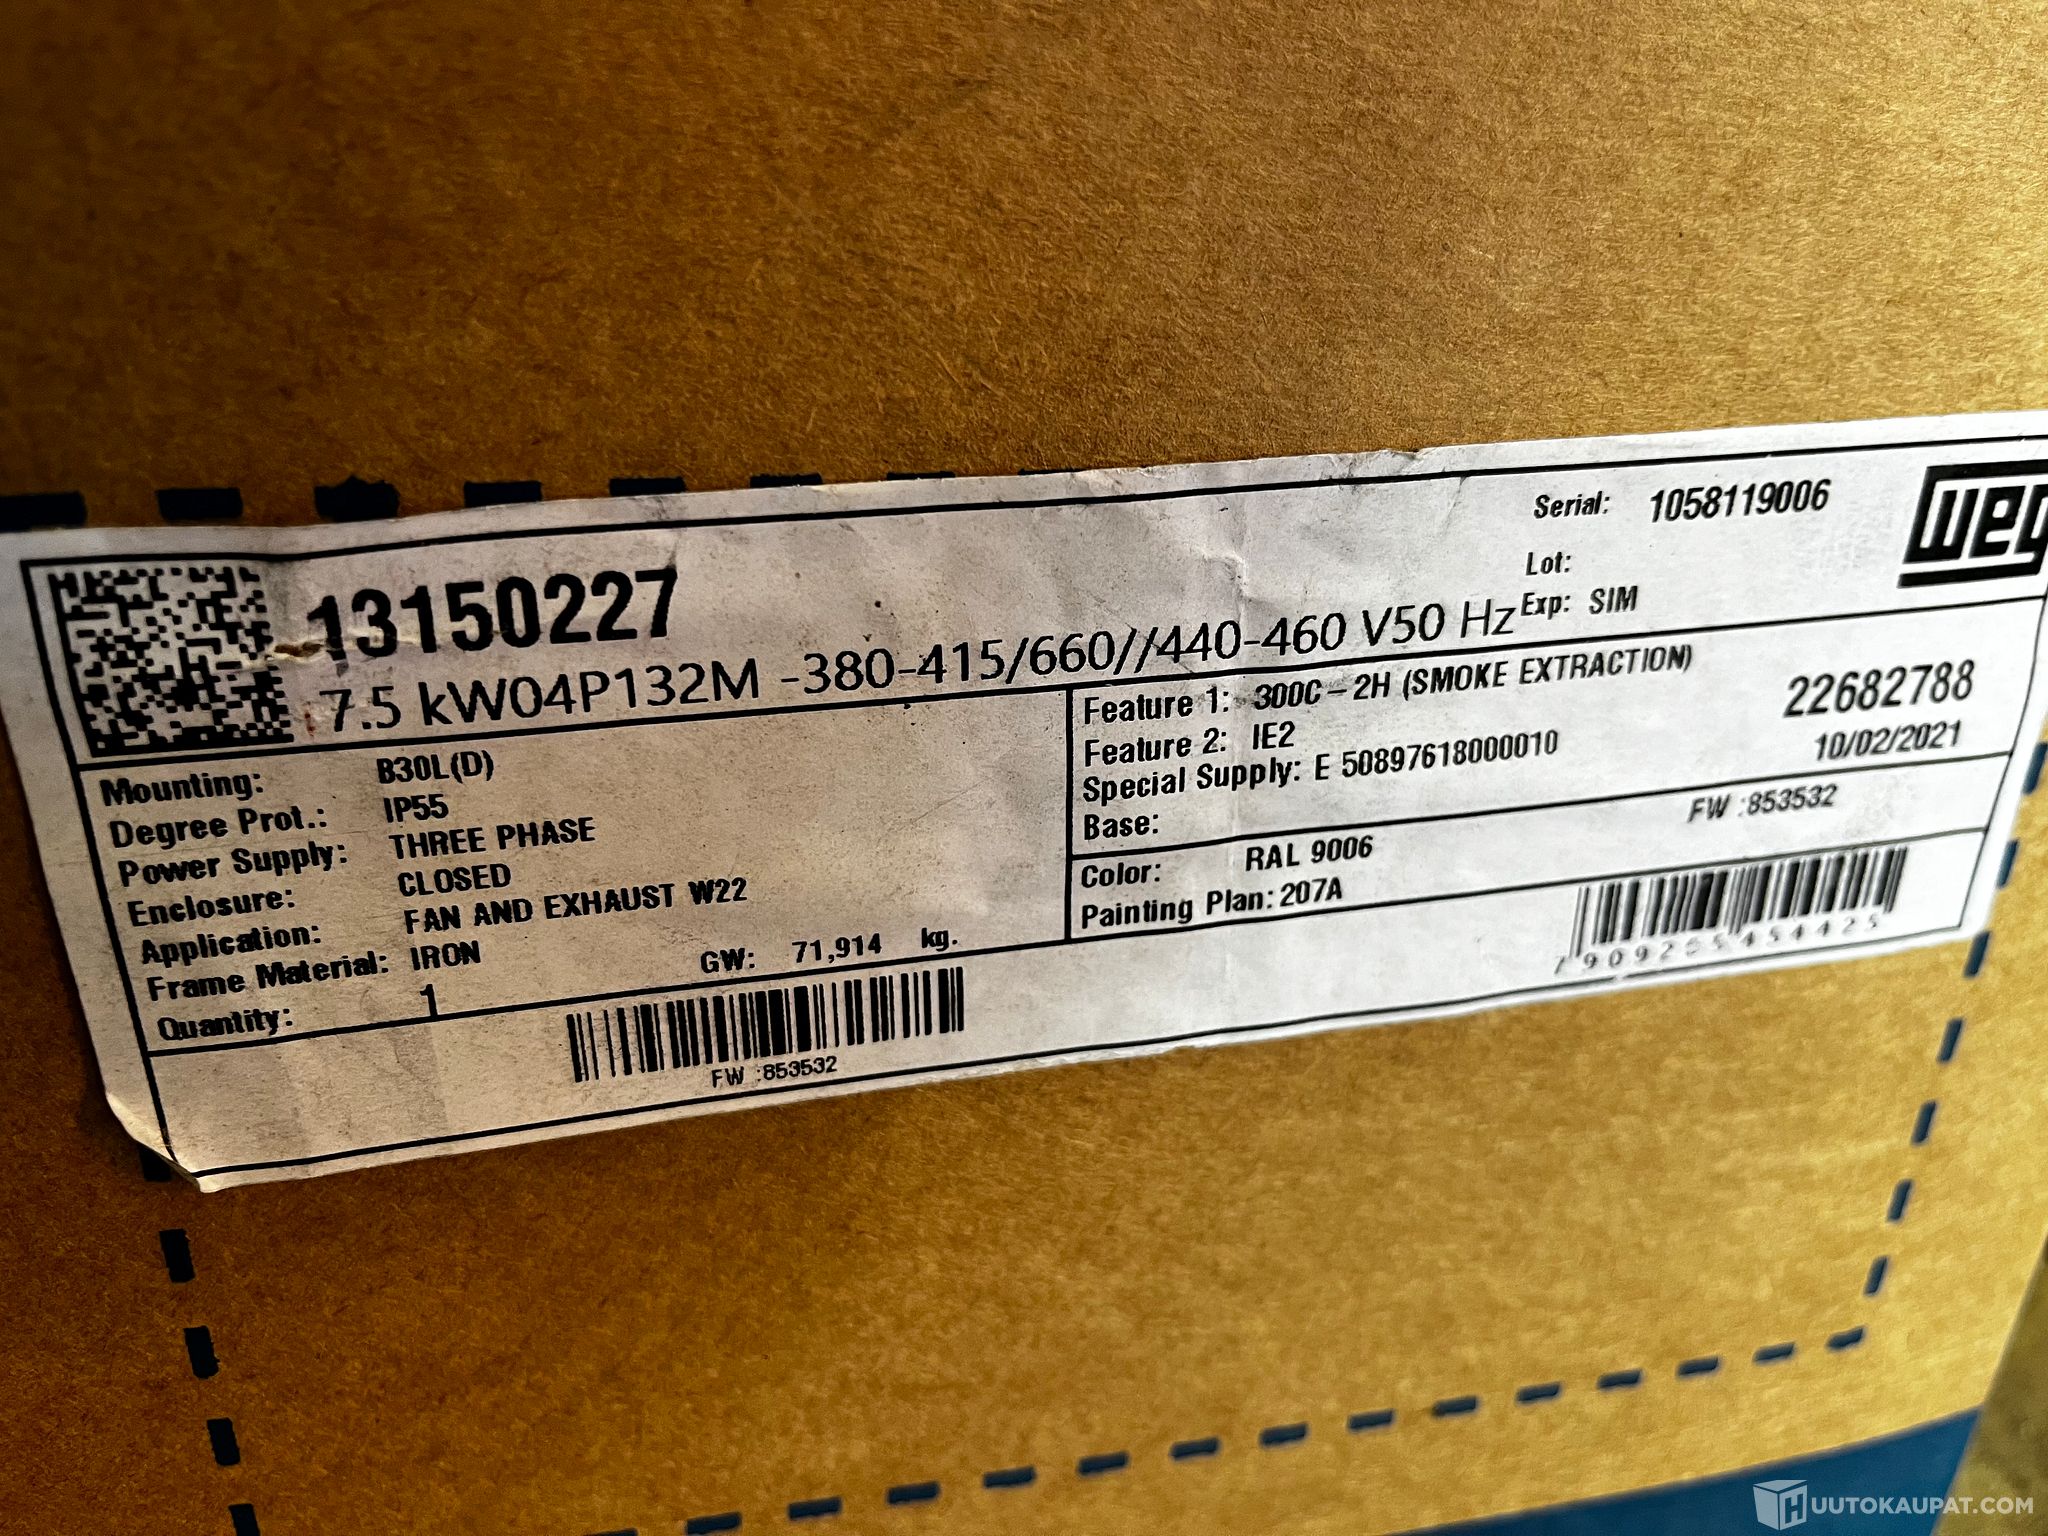 13150227
Serial: 1058119006
weg
Lot:
7.5 kW04P132M -380-415/660//440-460 V50 Hz
Exp: SIM
Mounting: B30L(D)
Degree Prot.: IP55
Power Supply: THREE PHASE
Enclosure: CLOSED
Application: FAN AND EXHAUST W22
Frame Material: IRON
GW: 71,914 kg.
Quantity: 1
Feature 1: 300C-2H (SMOKE EXTRACTION)
22682788
Feature 2: IE2
10/02/2021
Special Supply: E 50897618000010
Base:
FW :853532
Color: RAL 9006
Painting Plan: 207A
7909255454425
FW :853532
HUUTOKAUPAT.COM